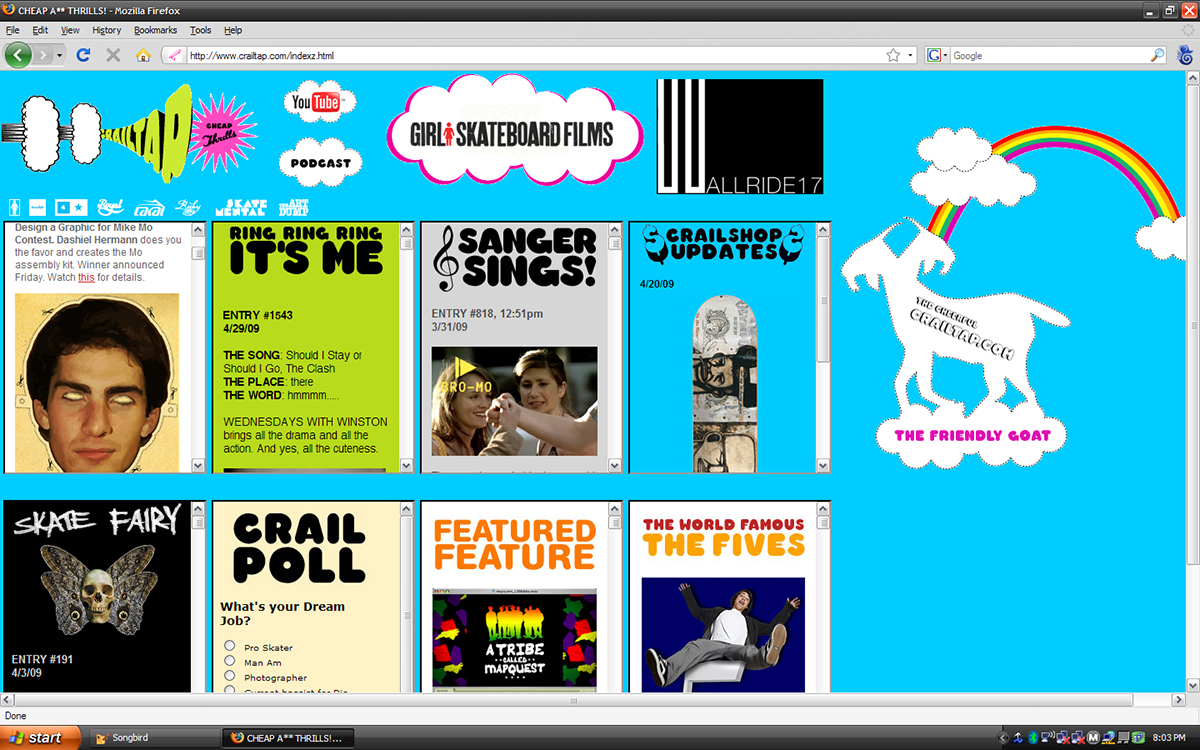 CHEAP A** THRILLS! - Mozilla Firefox
File Edit View History Bookmarks Tools Help
http://www.crailtap.com/indexz.html
Google
CRAILTAP
CHEAP
Thrills
YouTube
PODCAST
GIRL SKATEBOARD FILMS
ALLRIDE17
Royal
Ruby
SKATE
MENTAL
THE ART
DUMP
Design a Graphic for Mike Mo
Contest. Dashiel Hermann does you
the favor and creates the Mo
assembly kit. Winner announced
Friday. Watch this for details.
RING RING RING
IT'S ME
ENTRY #1543
4/29/09
THE SONG: Should I Stay or
Should I Go, The Clash
THE PLACE: there
THE WORD: hmmmm.....
WEDNESDAYS WITH WINSTON
brings all the drama and all the
action. And yes, all the cuteness.
SANGER
SINGS!
ENTRY #818, 12:51pm
3/31/09
BRO-MO
CRAILSHOP
UPDATES
4/20/09
THE CHEERFUL
CRAILTAP.COM
THE FRIENDLY GOAT
SKATE FAIRY
ENTRY #191
4/3/09
CRAIL
POLL
What's your Dream
Job?
Pro Skater
Man Am
Photographer
FEATURED
FEATURE
A TRIBE
CALLED
MAPQUEST
THE WORLD FAMOUS
THE FIVES
Done
start
Songbird
CHEAP A** THRILLS!...
8:03 PM